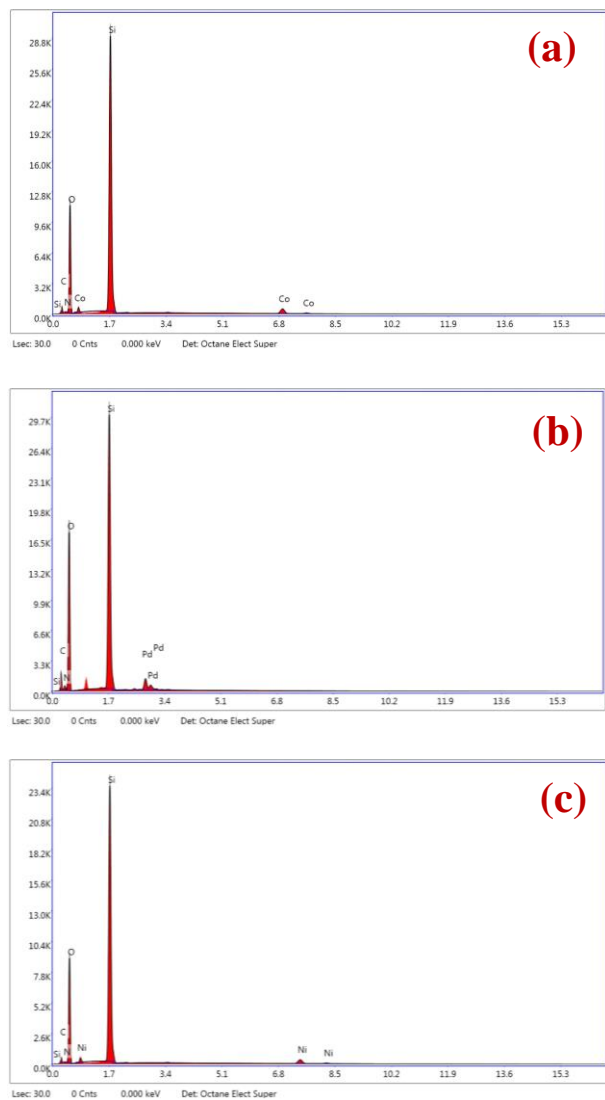 (a)
28.8K
25.6K
22.4K
19.2K
16.0K
12.8K
9.6K
6.4K
3.2K
0.0K
Si
O
C
Si
N
Co
Co
Co
0.0 1.7 3.4 5.1 6.8 8.5 10.2 11.9 13.6 15.3
Lsec: 30.0 0 Cnts 0.000 keV Det: Octane Elect Super
(b)
29.7K
26.4K
23.1K
19.8K
16.5K
13.2K
9.9K
6.6K
3.3K
0.0K
Si
O
C
Si
N
Pd
Pd
Pd
0.0 1.7 3.4 5.1 6.8 8.5 10.2 11.9 13.6 15.3
Lsec: 30.0 0 Cnts 0.000 keV Det: Octane Elect Super
(c)
23.4K
20.8K
18.2K
15.6K
13.0K
10.4K
7.8K
5.2K
2.6K
0.0K
Si
O
C
Si
N
Ni
Ni
Ni
0.0 1.7 3.4 5.1 6.8 8.5 10.2 11.9 13.6 15.3
Lsec: 30.0 0 Cnts 0.000 keV Det: Octane Elect Super